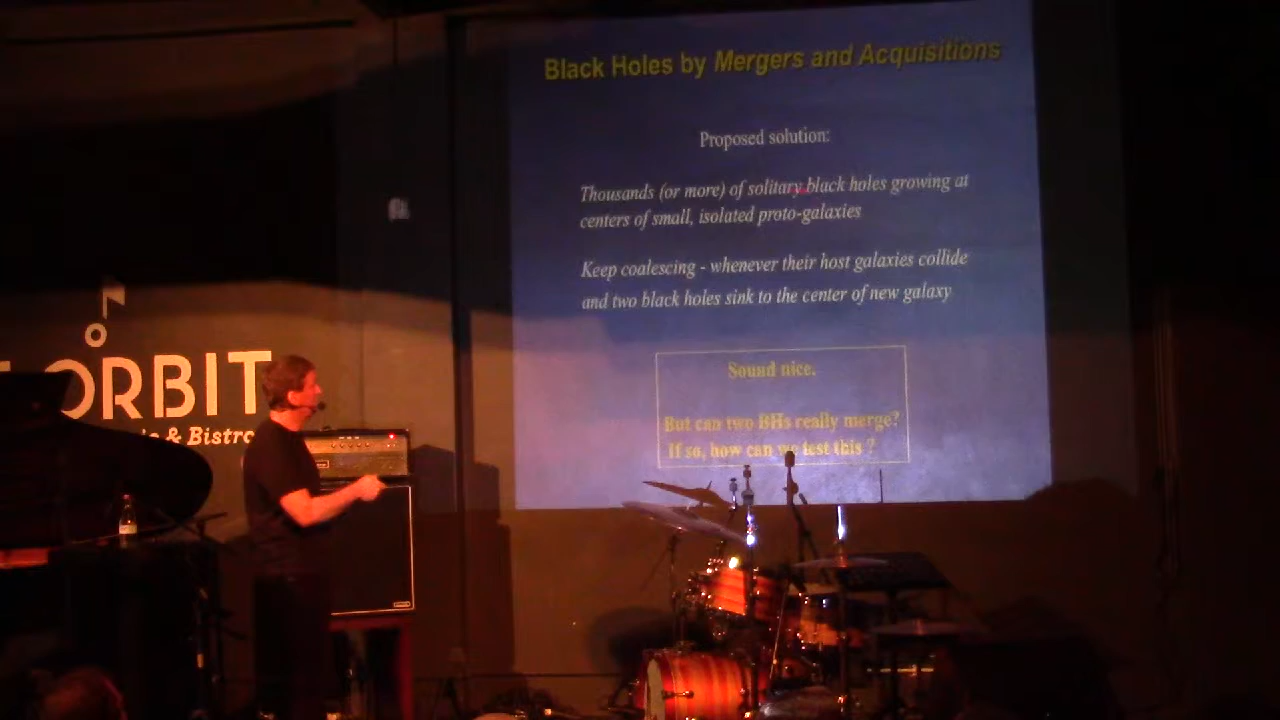 Black Holes by Mergers and Acquisitions
Proposed solution:
Thousands (or more) of solitary black holes growing at
centers of small, isolated proto-galaxies
Keep coalescing - whenever their host galaxies collide
and two black holes sink to the center of new galaxy
Sound nice.
But can two BHs really merge?
If so, how can we test this ?
ORBIT
& Bistro